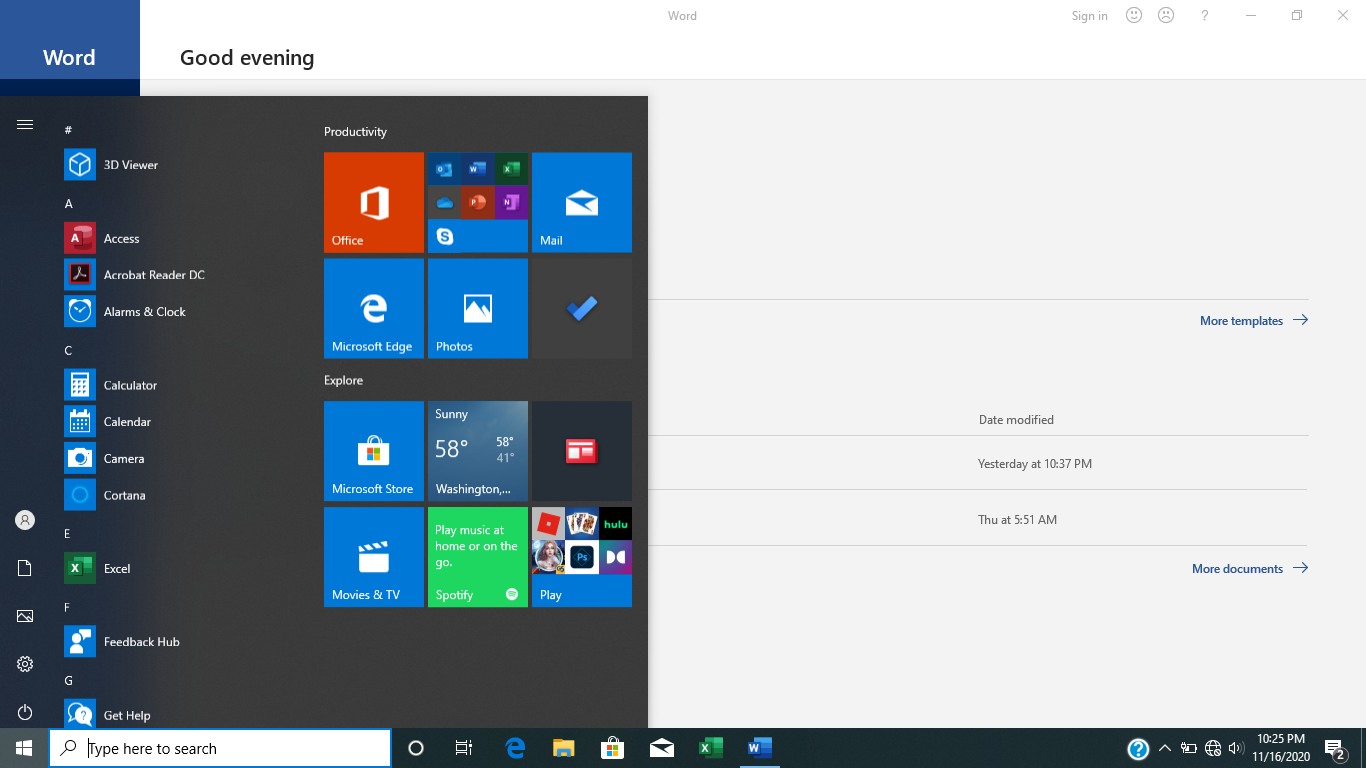 Word
Sign in
?
Word
Good evening
#
3D Viewer
A
Access
Acrobat Reader DC
Alarms & Clock
C
Calculator
Calendar
Camera
Cortana
E
Excel
F
Feedback Hub
G
Get Help
Productivity
Office
Mail
Microsoft Edge
Photos
Explore
Microsoft Store
Sunny
58°
58°
41°
Washington,...
Movies & TV
Play music at
home or on the
go.
Spotify
hulu
Ps
Play
More templates
Date modified
Yesterday at 10:37 PM
Thu at 5:51 AM
More documents
Type here to search
10:25 PM
11/16/2020
2